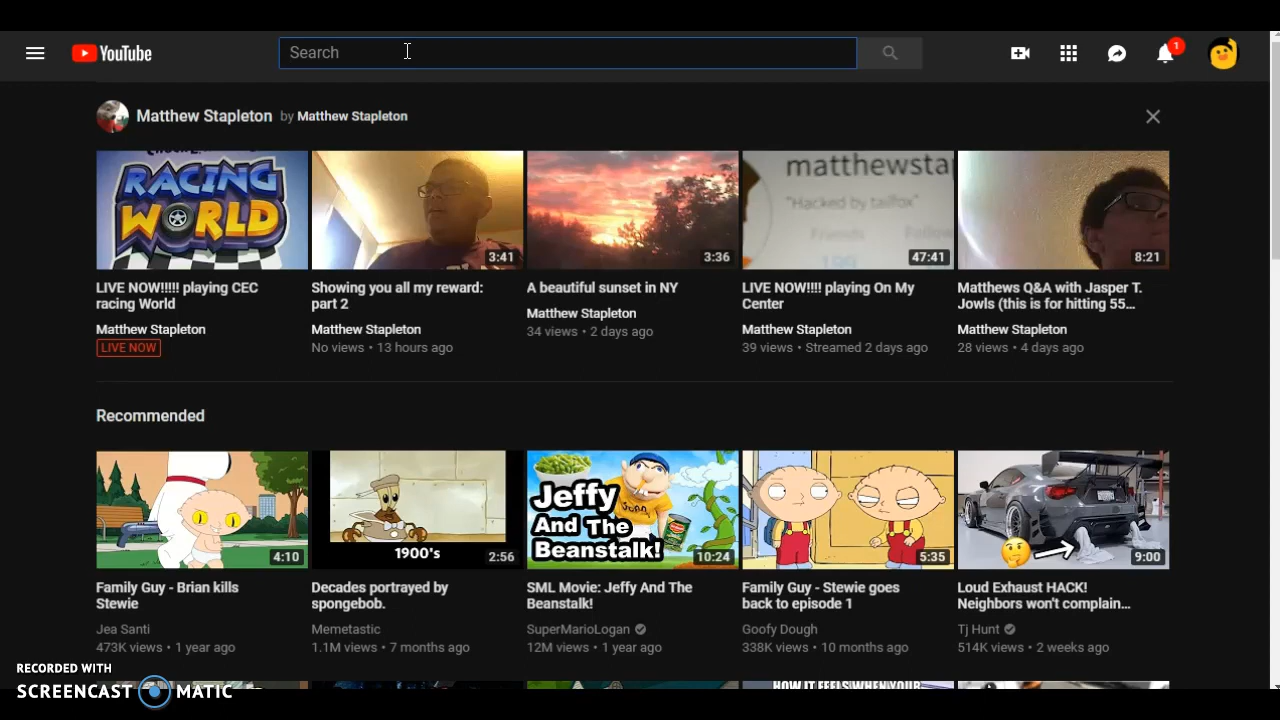 YouTube
Search
1
Matthew Stapleton by Matthew Stapleton
RACING
WORLD
3:41
3:36
matthewsta
"Hacked by tailfox"
Friends
47:41
8:21
LIVE NOW!!!!! playing CEC
racing World
Matthew Stapleton
LIVE NOW
Showing you all my reward:
part 2
Matthew Stapleton
No views • 13 hours ago
A beautiful sunset in NY
Matthew Stapleton
34 views • 2 days ago
LIVE NOW!!!! playing On My
Center
Matthew Stapleton
39 views • Streamed 2 days ago
Matthews Q&A with Jasper T.
Jowls (this is for hitting 55...
Matthew Stapleton
28 views • 4 days ago
Recommended
4:10
1900's
2:56
Jeffy
And The
Beanstalk!
10:24
5:35
9:00
Family Guy - Brian kills
Stewie
Jea Santi
473K views • 1 year ago
Decades portrayed by
spongebob.
Memetastic
1.1M views • 7 months ago
SML Movie: Jeffy And The
Beanstalk!
SuperMarioLogan
12M views • 1 year ago
Family Guy - Stewie goes
back to episode 1
Goofy Dough
338K views • 10 months ago
Loud Exhaust HACK!
Neighbors won't complain...
Tj Hunt
514K views • 2 weeks ago
RECORDED WITH
SCREENCAST MATIC
HOW IT FEELS WHEN YOUR